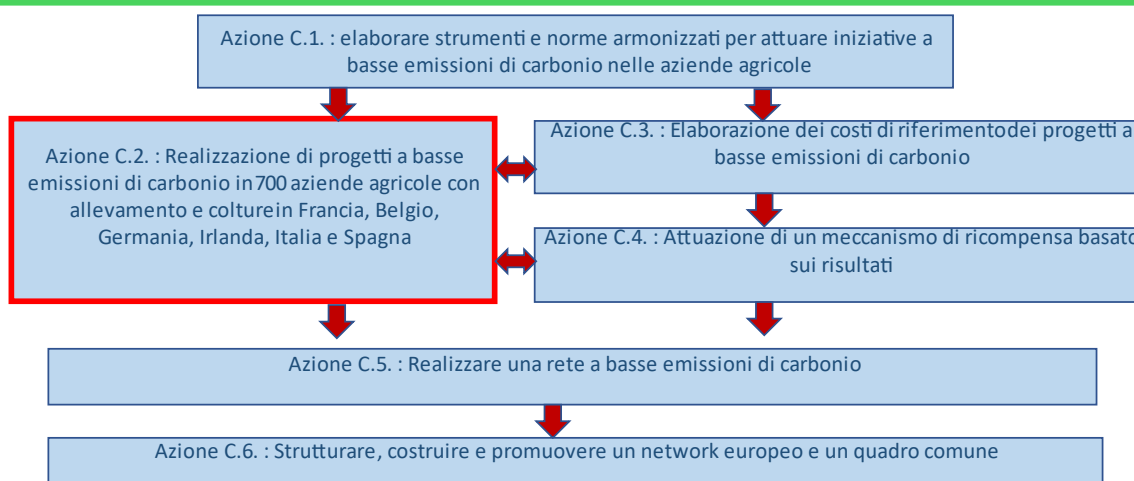 Azione C.1. : elaborare strumenti e norme armonizzati per attuare iniziative a
basse emissioni di carbonio nelle aziende agricole
Azione C.2. : Realizzazione di progetti a basse
emissioni di carbonio in700 aziende agricole con
allevamento e colturein Francia, Belgio,
Germania, Irlanda, Italia e Spagna
Azione C.3. : Elaborazione dei costi di riferimentodei progetti a
basse emissioni di carbonio
Azione C.4. : Attuazione di un meccanismo di ricompensa basato
sui risultati
Azione C.5. : Realizzare una rete a basse emissioni di carbonio
Azione C.6. : Strutturare, costruire e promuovere un network europeo e un quadro comune